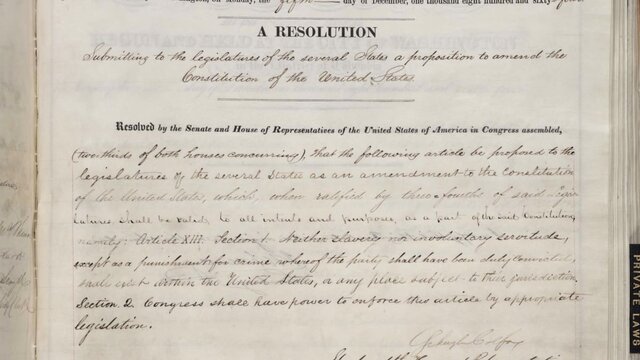 on Monday, the fifth day of December, one thousand eight hundred and sixty-four
A RESOLUTION
Submitting to the legislatures of the several States a proposition to amend the
Constitution of the United States.
Resolved by the Senate and House of Representatives of the United States of America in Congress assembled,
(two thirds of both houses concurring), That the following article be proposed to the
legislatures of the several States as an amendment to the Constitution
of the United States, which, when ratified by three-fourths of said Legis-
latures, shall be valid, to all intents and purposes, as a part of the said Constitution,
namely: Article XIII. Section 1. Neither slavery nor involuntary servitude,
except as a punishment for crime whereof the party shall have been duly convicted,
shall exist within the United States, or any place subject to their jurisdiction.
Section 2. Congress shall have power to enforce this article by appropriate
legislation.
Schuyler Colfax
PRIVATE LAWS